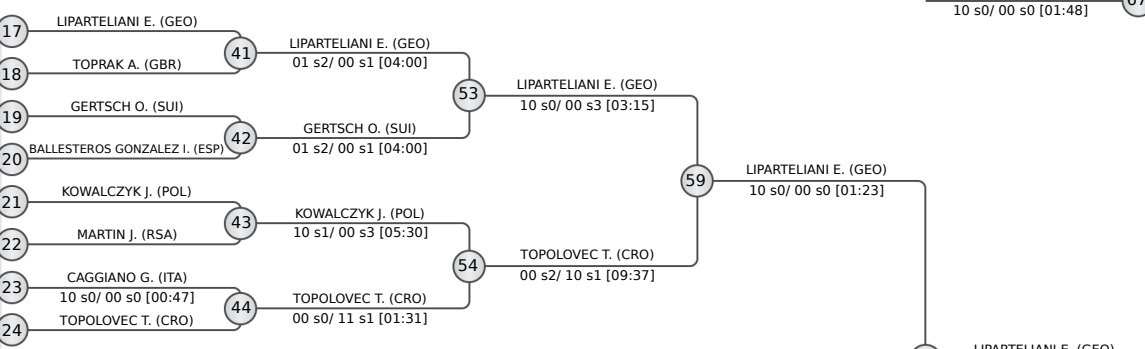 10 s0/ 00 s0 [01:48]
17
LIPARTELIANI E. (GEO)
41
LIPARTELIANI E. (GEO)
01 s2/ 00 s1 [04:00]
18
TOPRAK A. (GBR)
53
LIPARTELIANI E. (GEO)
10 s0/ 00 s3 [03:15]
19
GERTSCH O. (SUI)
42
GERTSCH O. (SUI)
01 s2/ 00 s1 [04:00]
20
BALLESTEROS GONZALEZ I. (ESP)
59
LIPARTELIANI E. (GEO)
10 s0/ 00 s0 [01:23]
21
KOWALCZYK J. (POL)
43
KOWALCZYK J. (POL)
10 s1/ 00 s3 [05:30]
22
MARTIN J. (RSA)
54
TOPOLOVEC T. (CRO)
00 s2/ 10 s1 [09:37]
23
CAGGIANO G. (ITA)
10 s0/ 00 s0 [00:47]
44
TOPOLOVEC T. (CRO)
00 s0/ 11 s1 [01:31]
24
TOPOLOVEC T. (CRO)
LIPARTELIANI E. (GEO)